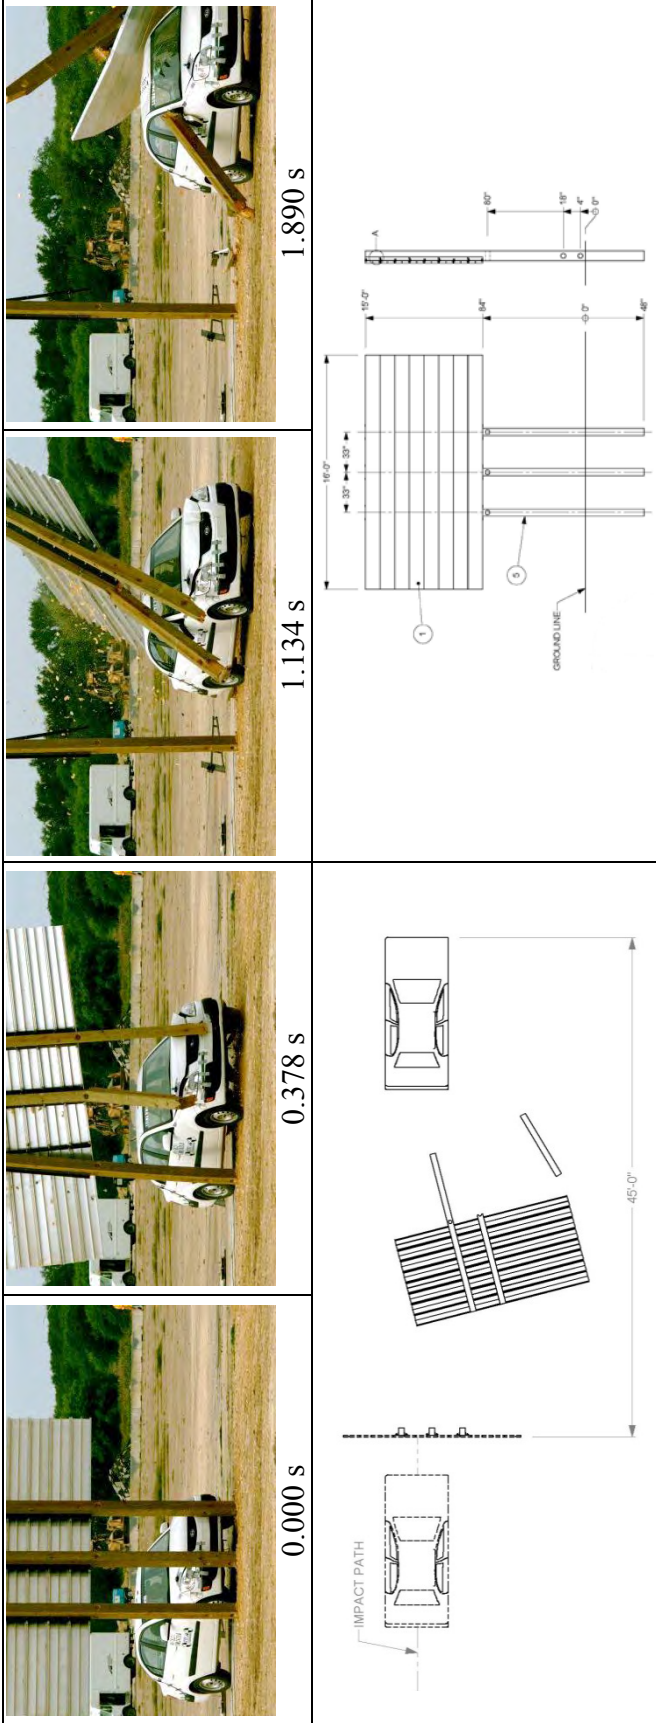 0.000 s
0.378 s
1.134 s
1.890 s
IMPACT PATH
45'-0"
16'-0"
33"
33"
1
5
GROUND LINE
15'-0"
84"
0"
48"
A
80"
18"
4"
0"